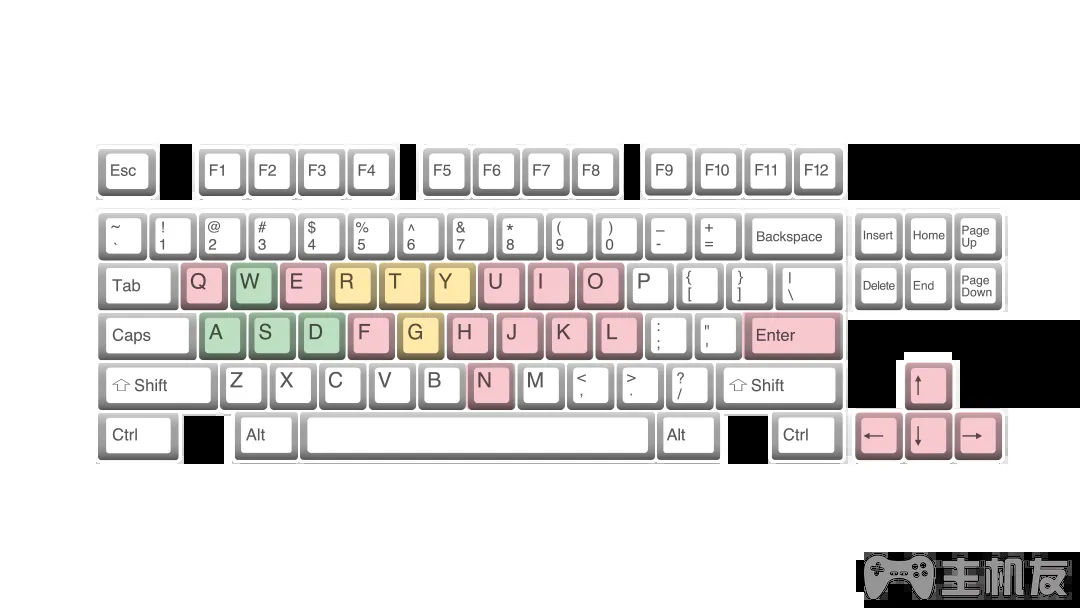 Esc F1 F2 F3 F4 F5 F6 F7 F8 F9 F10 F11 F12
~ ! @ # $ % ^ & * ( ) _ + Backspace Insert Home Page Up
` 1 2 3 4 5 6 7 8 9 0 - =
Tab Q W E R T Y U I O P { } | Delete End Page Down
[ ] \
Caps A S D F G H J K L : " Enter
; '
⇧ Shift Z X C V B N M < > ? ⇧ Shift ↑
, . /
Ctrl Alt Alt Ctrl ← ↓ →
主机友